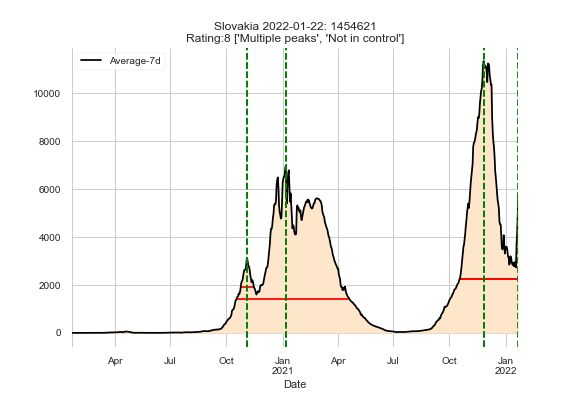 Slovakia 2022-01-22: 1454621
Rating:8 ['Multiple peaks', 'Not in control']
Average-7d
10000
8000
6000
4000
2000
0
Apr
Jul
Oct
Jan
2021
Apr
Jul
Oct
Jan
2022
Date